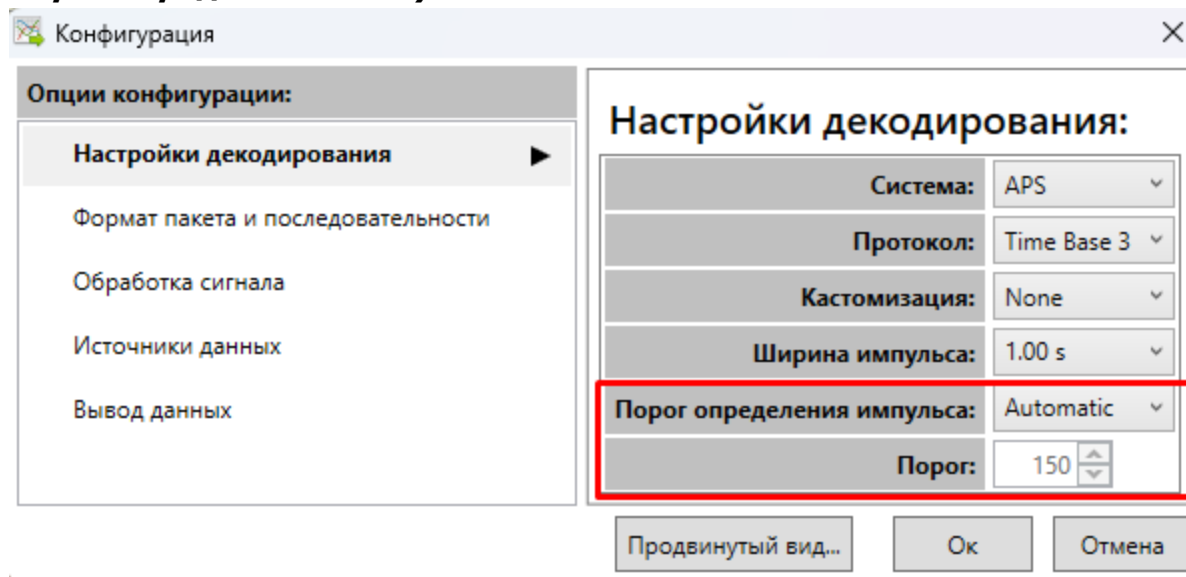 Конфигурация
Опции конфигурации:
Настройки декодирования
Формат пакета и последовательности
Обработка сигнала
Источники данных
Вывод данных
Настройки декодирования:
Система: APS
Протокол: Time Base 3
Кастомизация: None
Ширина импульса: 1.00 s
Порог определения импульса: Automatic
Порог: 150
Продвинутый вид... Ок Отмена